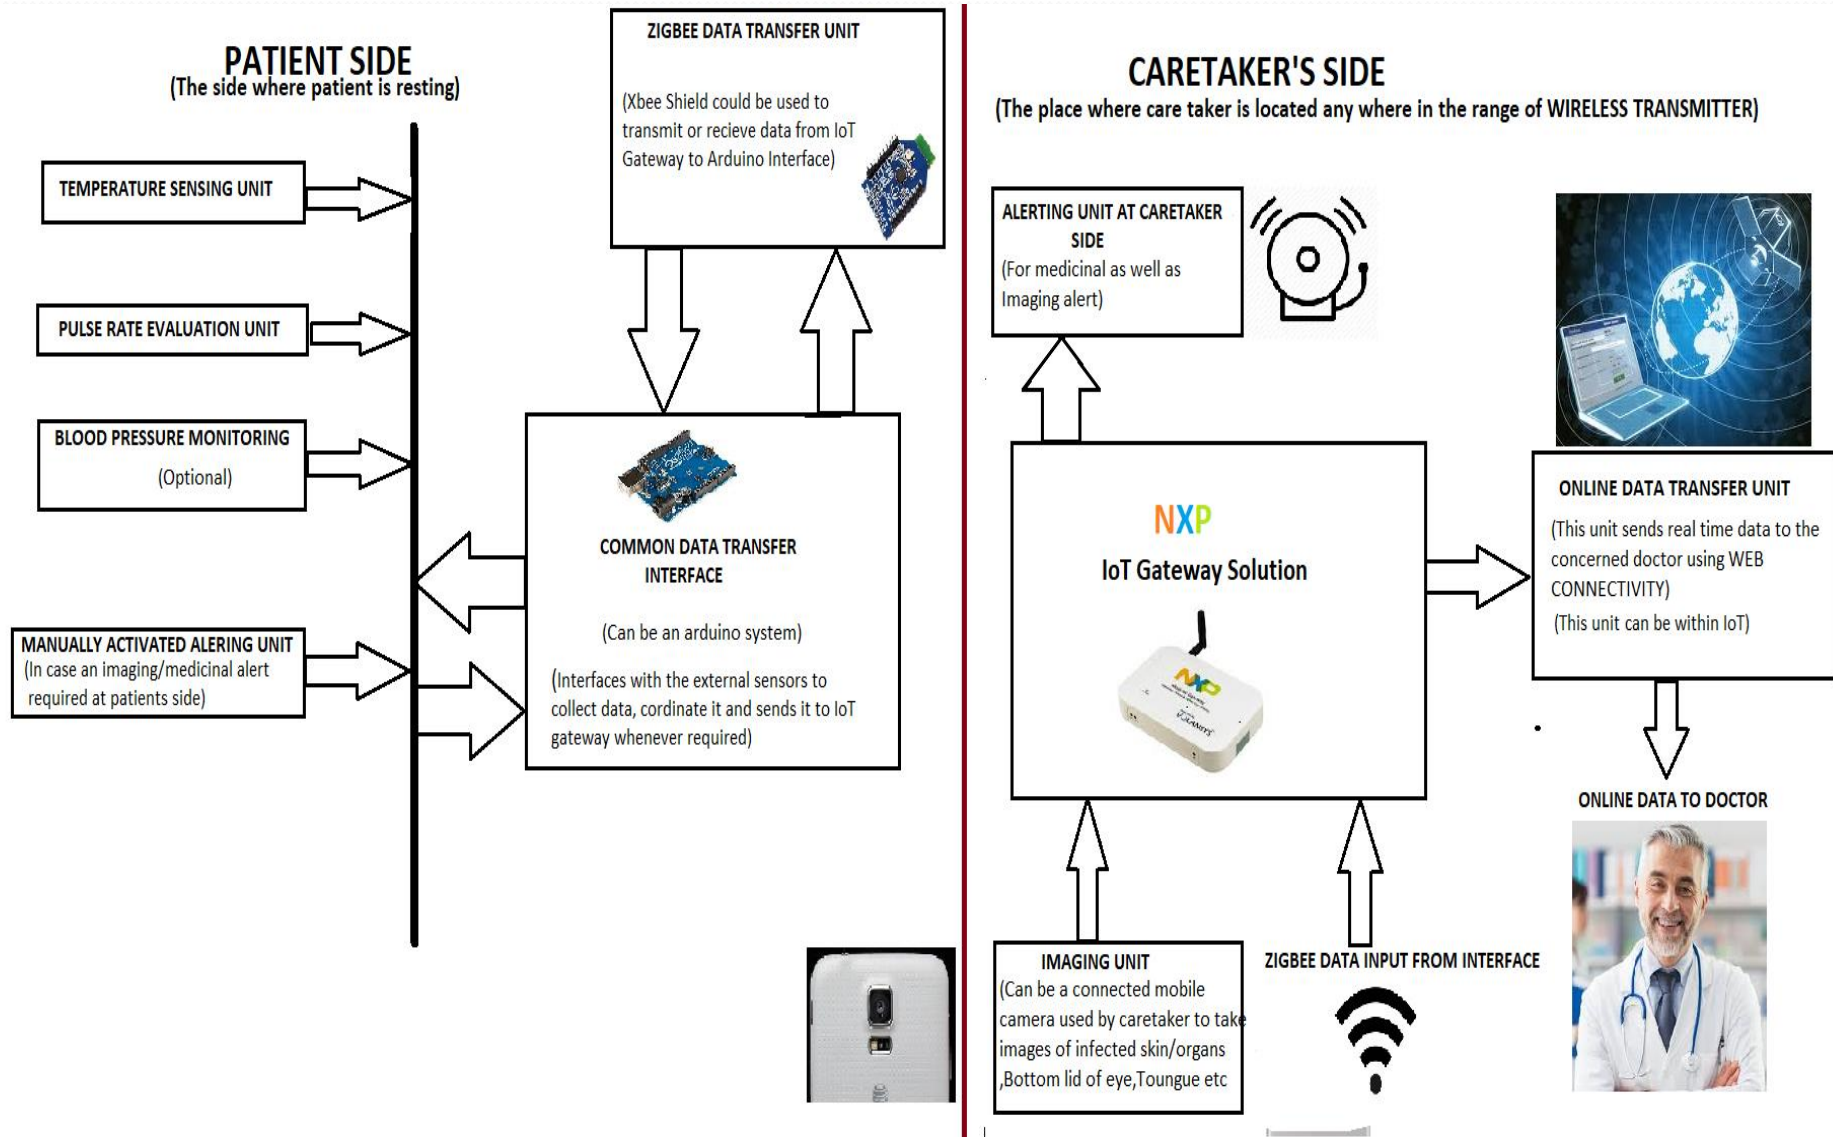 PATIENT SIDE
(The side where patient is resting)
TEMPERATURE SENSING UNIT
PULSE RATE EVALUATION UNIT
BLOOD PRESSURE MONITORING
(Optional)
MANUALLY ACTIVATED ALERING UNIT
(In case an imaging/medicinal alert
required at patients side)
ZIGBEE DATA TRANSFER UNIT
(Xbee Shield could be used to
transmit or recieve data from IoT
Gateway to Arduino Interface)
COMMON DATA TRANSFER
INTERFACE
(Can be an arduino system)
(Interfaces with the external sensors to
collect data, cordinate it and sends it to IoT
gateway whenever required)
CARETAKER'S SIDE
(The place where care taker is located any where in the range of WIRELESS TRANSMITTER)
ALERTING UNIT AT CARETAKER
SIDE
(For medicinal as well as
Imaging alert)
NXP
IoT Gateway Solution
NXP
VOLANSYS
ONLINE DATA TRANSFER UNIT
(This unit sends real time data to the
concerned doctor using WEB
CONNECTIVITY)
(This unit can be within IoT)
ONLINE DATA TO DOCTOR
IMAGING UNIT
(Can be a connected mobile
camera used by caretaker to take
images of infected skin/organs
,Bottom lid of eye,Toungue etc
ZIGBEE DATA INPUT FROM INTERFACE